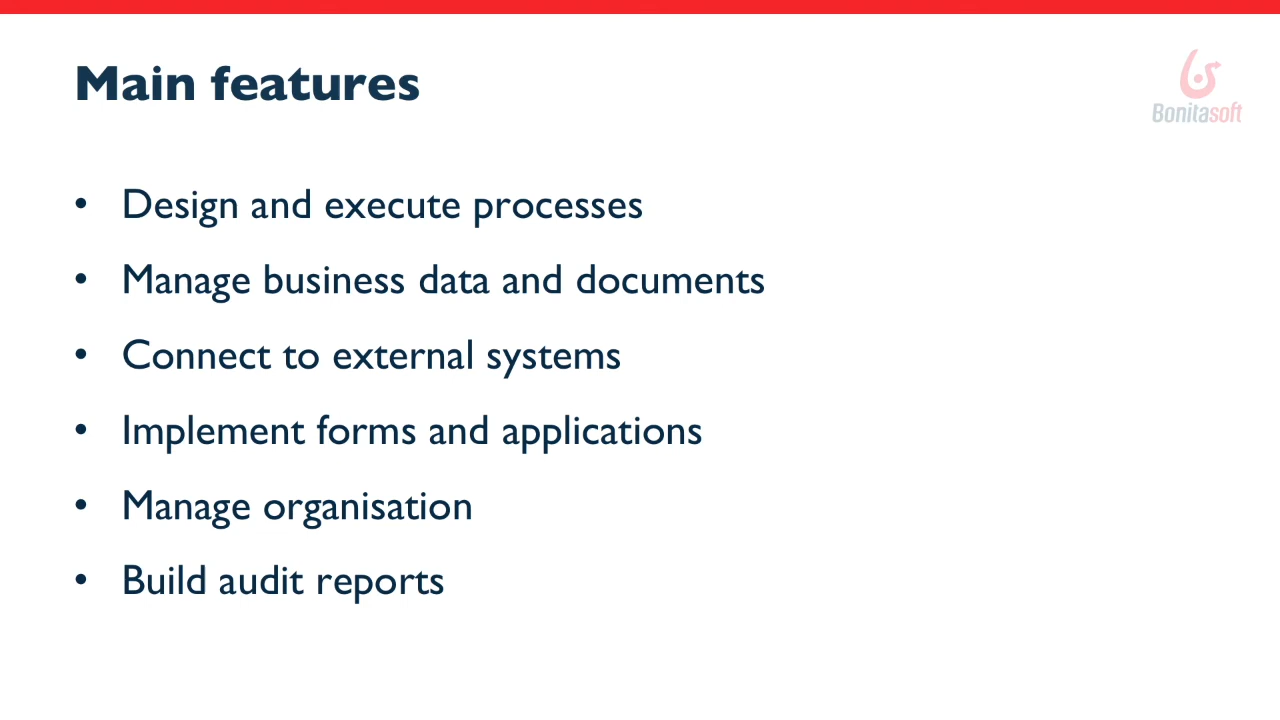 Main features
Bonitasoft
• Design and execute processes
• Manage business data and documents
• Connect to external systems
• Implement forms and applications
• Manage organisation
• Build audit reports